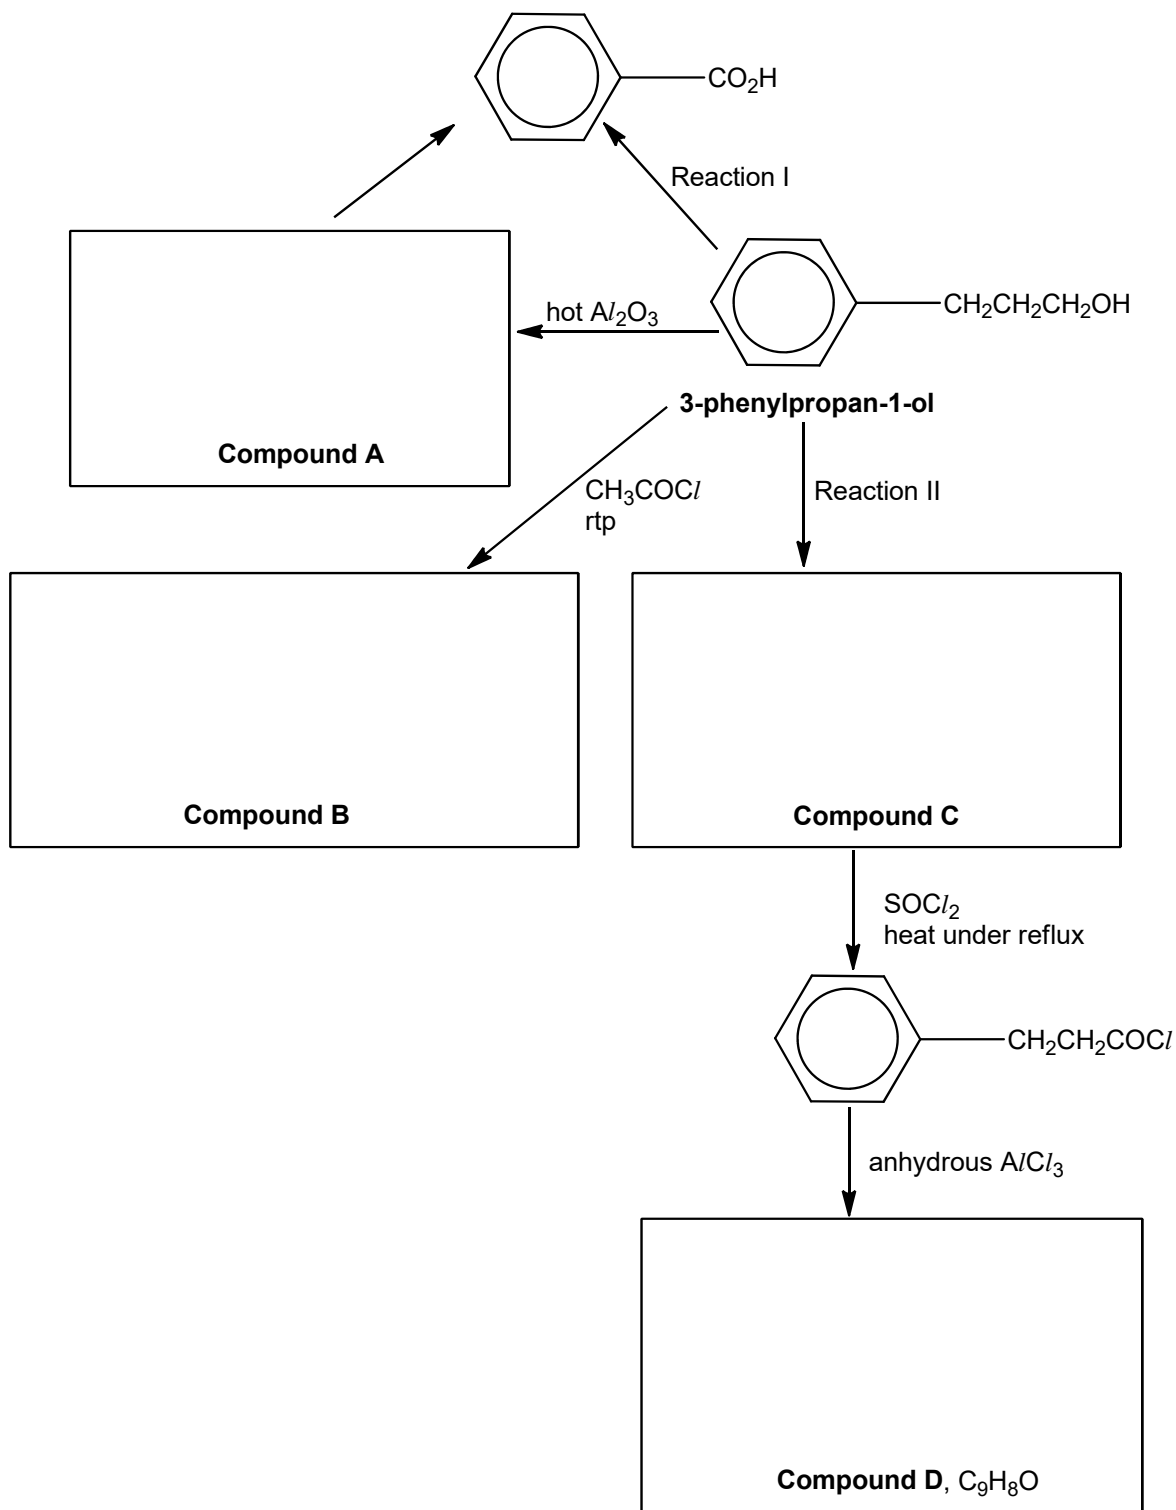 CO₂H
Reaction I
hot Al₂O₃
CH₂CH₂CH₂OH
3-phenylpropan-1-ol
Compound A
CH₃COCl
rtp
Reaction II
Compound B
Compound C
SOCl₂
heat under reflux
CH₂CH₂COCl
anhydrous AlCl₃
Compound D, C₉H₈O